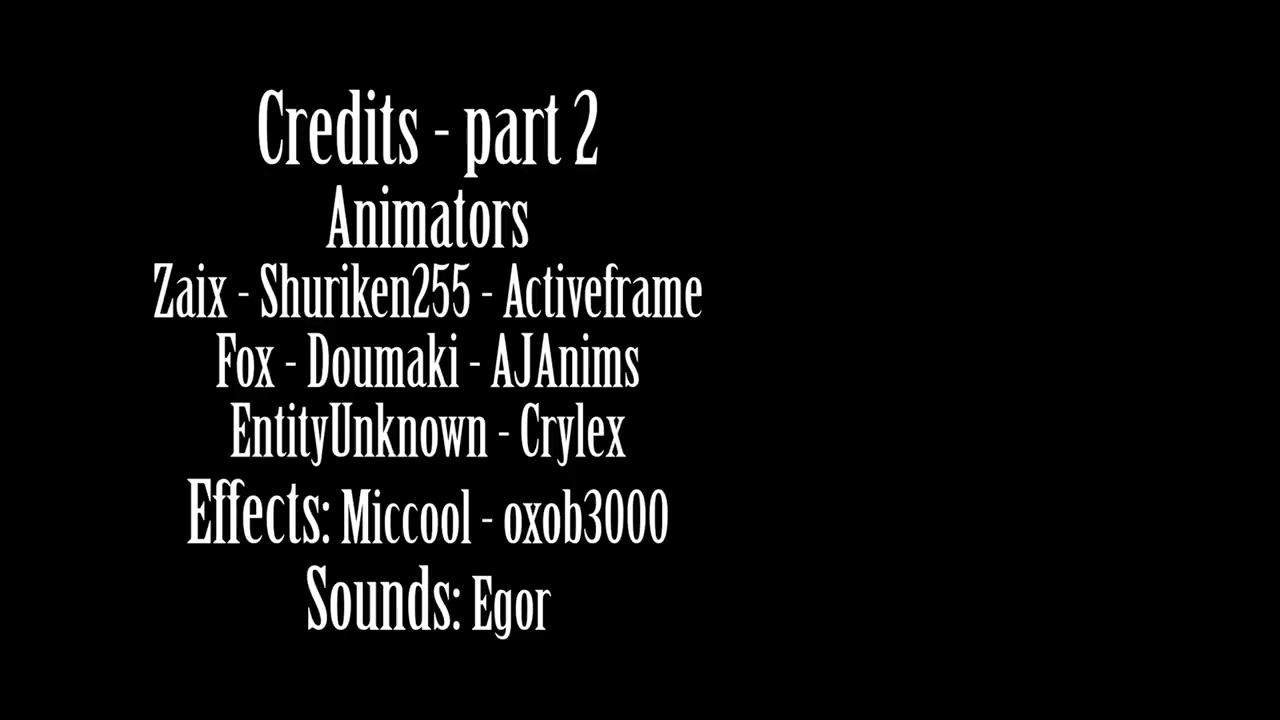 Credits - part 2
Animators
Zaix - Shuriken255 - Activeframe
Fox - Doumaki - AJAnims
EntityUnknown - Crylex
Effects: Miccool - oxob3000
Sounds: Egor